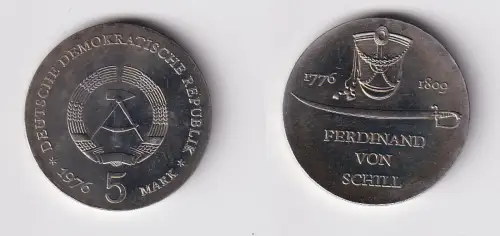 DEUTSCHE DEMOKRATISCHE REPUBLIK
* 1976 5 MARK *
1776 1809
FERDINAND
VON
SCHILL